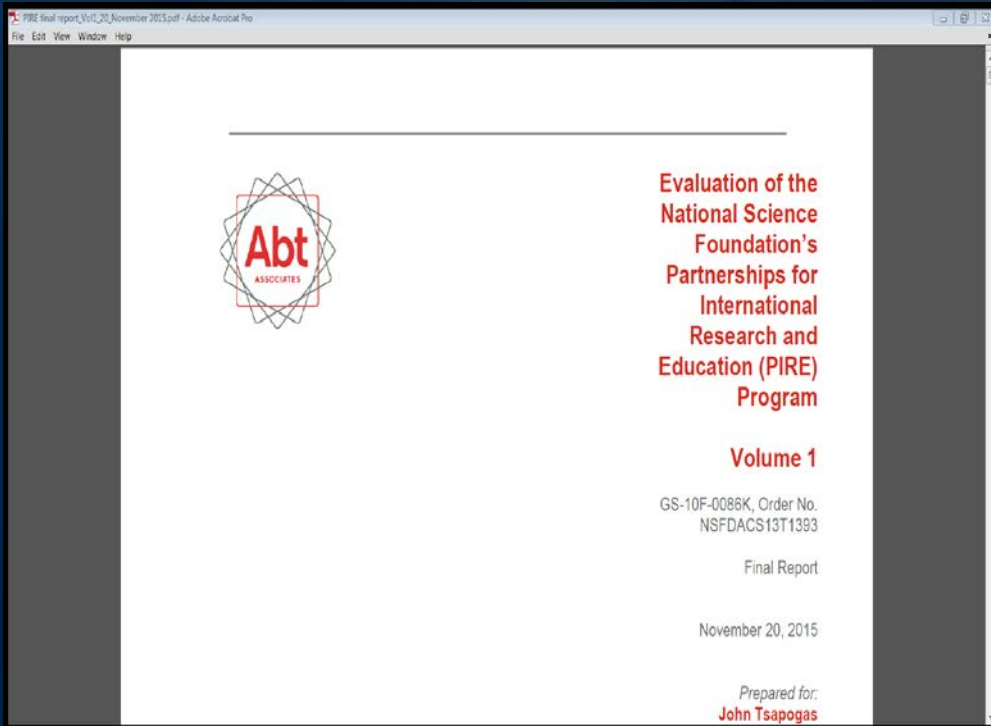 PIRE final report_Vol1_20_November 2015.pdf - Adobe Acrobat Pro
File Edit View Window Help
Abt
ASSOCIATES
Evaluation of the
National Science
Foundation's
Partnerships for
International
Research and
Education (PIRE)
Program
Volume 1
GS-10F-0086K, Order No.
NSFDACS13T1393
Final Report
November 20, 2015
Prepared for:
John Tsapogas